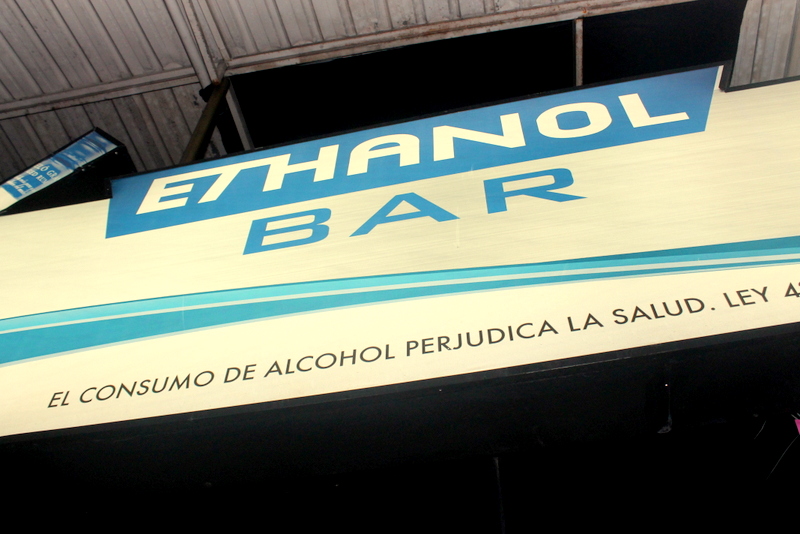 ETHANOL
BAR
EL CONSUMO DE ALCOHOL PERJUDICA LA SALUD. LEY